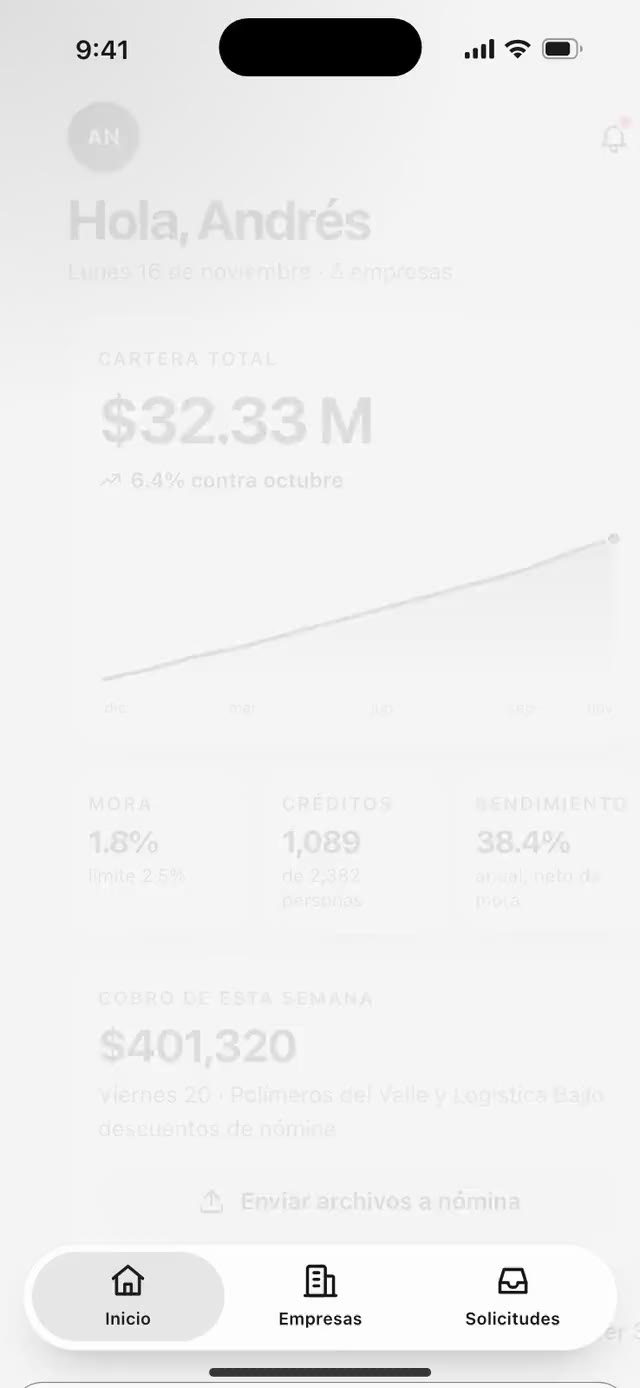 9:41
AN
Hola, Andrés
Lunes 16 de noviembre · 5 empresas
CARTERA TOTAL
$32.33 M
6.4% contra octubre
dic mar jun sep nov
MORA
1.8%
límite 2.5%
CRÉDITOS
1,089
de 2,382
personas
RENDIMIENTO
38.4%
anual, neto de
mora
COBRO DE ESTA SEMANA
$401,320
Viernes 20 · Polímeros del Valle y Logística Bajío
descuentos de nómina
Enviar archivos a nómina
Inicio
Empresas
Solicitudes